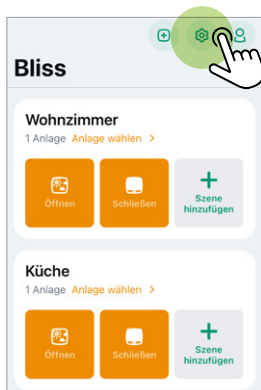 Bliss
Wohnzimmer
1 Anlage Anlage wählen >
Öffnen
Schließen
Szene
hinzufügen
Küche
1 Anlage Anlage wählen >
Öffnen
Schließen
Szene
hinzufügen